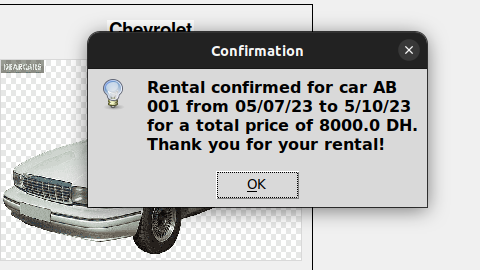 Chevrolet
Confirmation
Rental confirmed for car AB
001 from 05/07/23 to 5/10/23
for a total price of 8000.0 DH.
Thank you for your rental!
OK